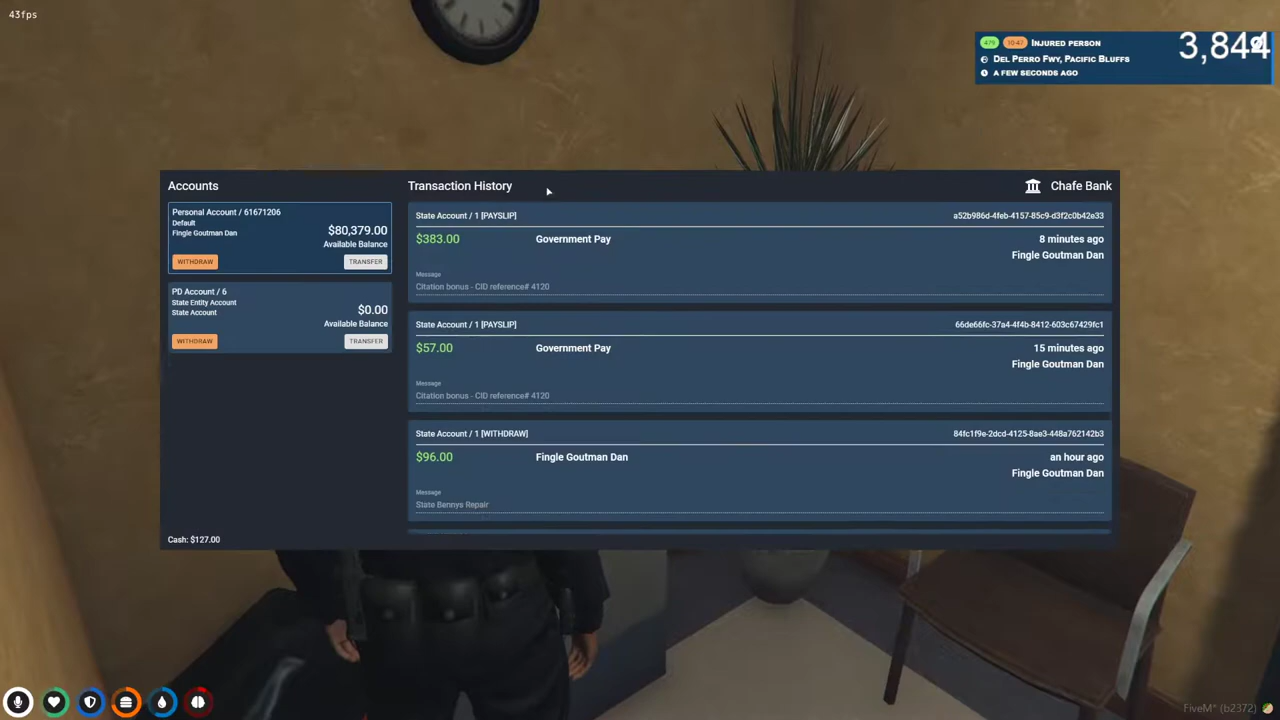 43fps
479 10-47 INJURED PERSON
DEL PERRO FWY, PACIFIC BLUFFS
A FEW SECONDS AGO
3,844
Accounts
Transaction History
Chafe Bank
Personal Account / 61671206
Default
Fingle Goutman Dan
$80,379.00
Available Balance
WITHDRAW
TRANSFER
PD Account / 6
State Entity Account
State Account
$0.00
Available Balance
WITHDRAW
TRANSFER
Cash: $127.00
State Account / 1 [PAYSLIP]
a52b986d-4feb-4157-85c9-d3f2c0b42e33
$383.00
Government Pay
8 minutes ago
Fingle Goutman Dan
Message
Citation bonus - CID reference# 4120
State Account / 1 [PAYSLIP]
66de66fc-37a4-4f4b-8412-603c67429fc1
$57.00
Government Pay
15 minutes ago
Fingle Goutman Dan
Message
Citation bonus - CID reference# 4120
State Account / 1 [WITHDRAW]
84fc1f9e-2dcd-4125-8ae3-448a762142b3
$96.00
Fingle Goutman Dan
an hour ago
Fingle Goutman Dan
Message
State Bennys Repair
FiveM* (b2372)